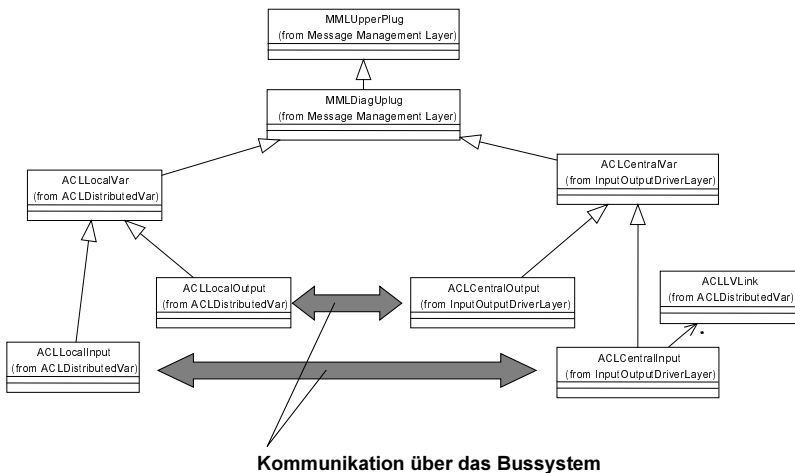 MMLUpperPlug
(from Message Management Layer)
MMLDiagUplug
(from Message Management Layer)
ACLLocalVar
(from ACLDistributedVar)
ACLCentralVar
(from InputOutputDriverLayer)
ACLLocalOutput
(from ACLDistributedVar)
ACLCentralOutput
(from InputOutputDriverLayer)
ACLLVLink
(from ACLDistributedVar)
ACLLocalInput
(from ACLDistributedVar)
ACLCentralInput
(from InputOutputDriverLayer)
Kommunikation über das Bussystem